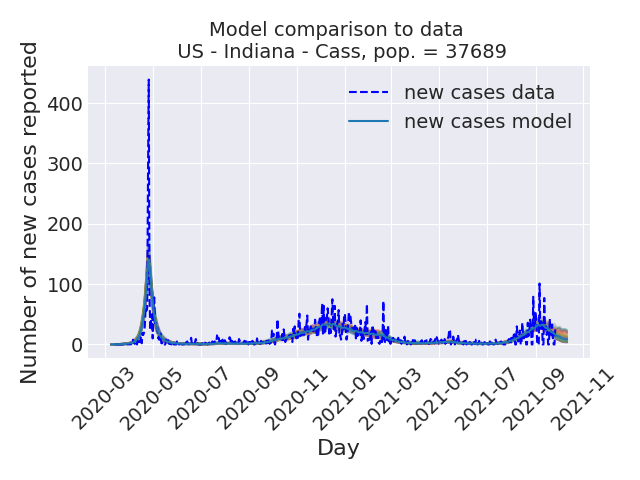 Model comparison to data
US - Indiana - Cass, pop. = 37689
Number of new cases reported
400
300
200
100
0
new cases data
new cases model
2020-03
2020-05
2020-07
2020-09
2020-11
2021-01
2021-03
2021-05
2021-07
2021-09
2021-11
Day